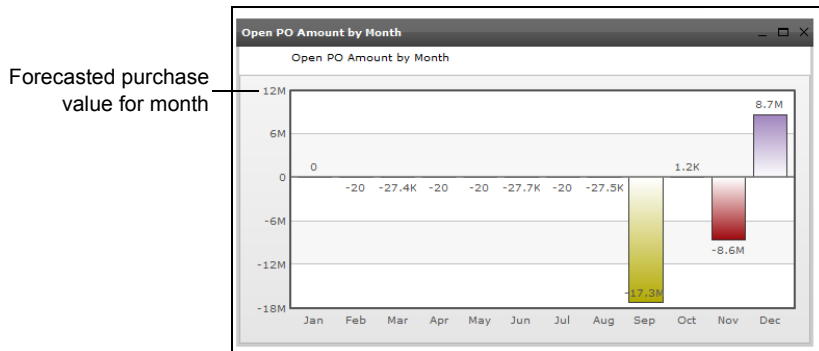 Open PO Amount by Month
Open PO Amount by Month
Forecasted purchase
value for month
12M
6M
0
-6M
-12M
-18M
0
-20
-27.4K
-20
-20
-27.7K
-20
-27.5K
-17.3M
1.2K
-8.6M
8.7M
Jan Feb Mar Apr May Jun Jul Aug Sep Oct Nov Dec